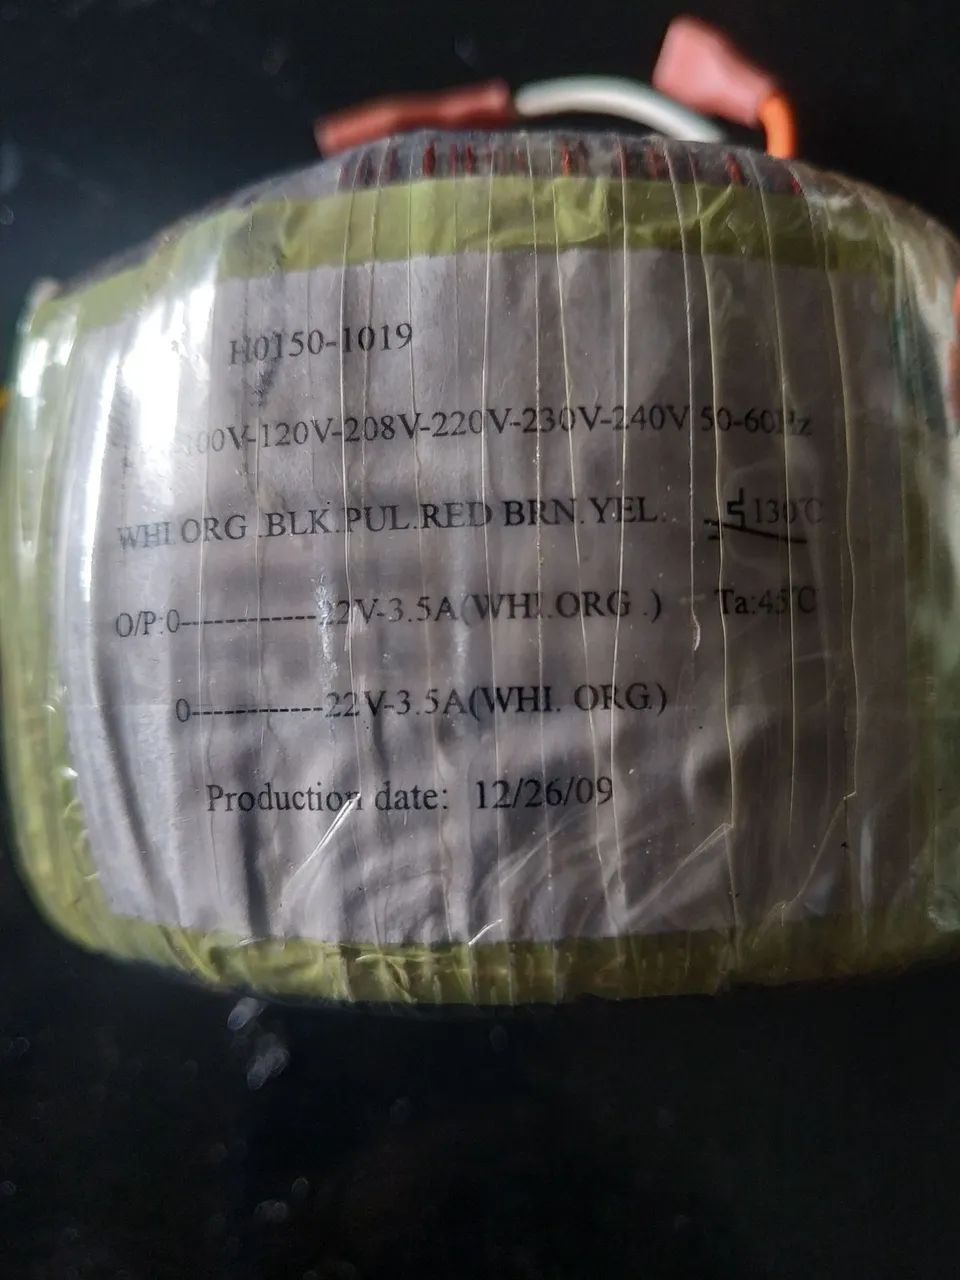 H0150-1019
00V-120V-208V-220V-230V-240V 50-60Hz
WHI.ORG .BLK.PUL.RED BRN.YEL. 130℃
O/P:0------------22V-3.5A(WHI.ORG.) Ta:45℃
0------------22V-3.5A(WHI. ORG.)
Production date: 12/26/09